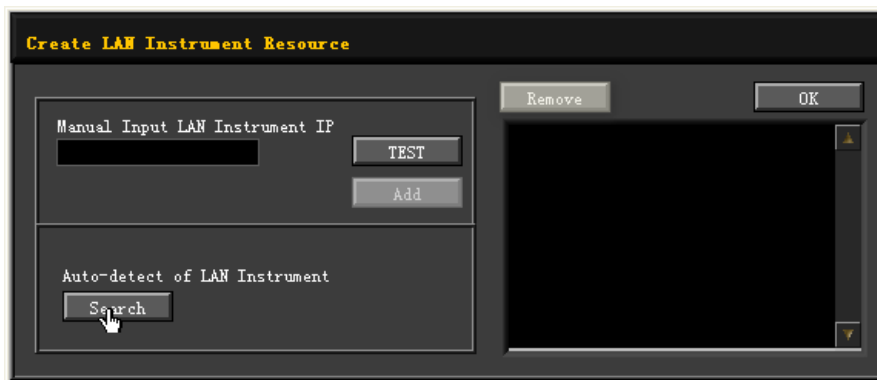 Create LAN Instrument Resource
Remove
OK
Manual Input LAN Instrument IP
TEST
Add
Auto-detect of LAN Instrument
Search